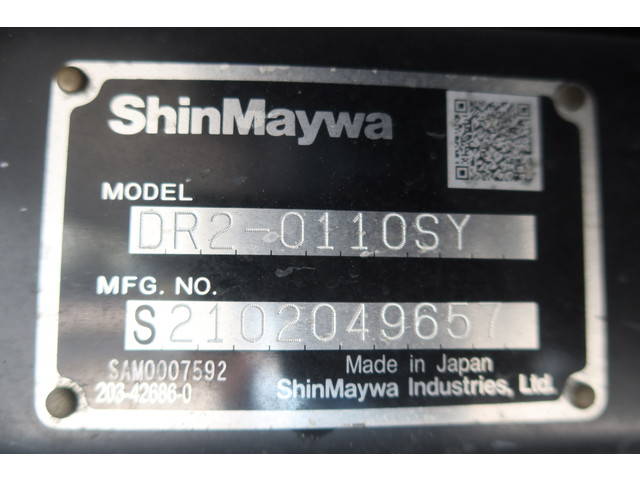 ShinMaywa
MODEL
DR2-0110SY
MFG. NO.
S2102049657
SAM0007592
Made in Japan
203-42686-0
ShinMaywa Industries, Ltd.